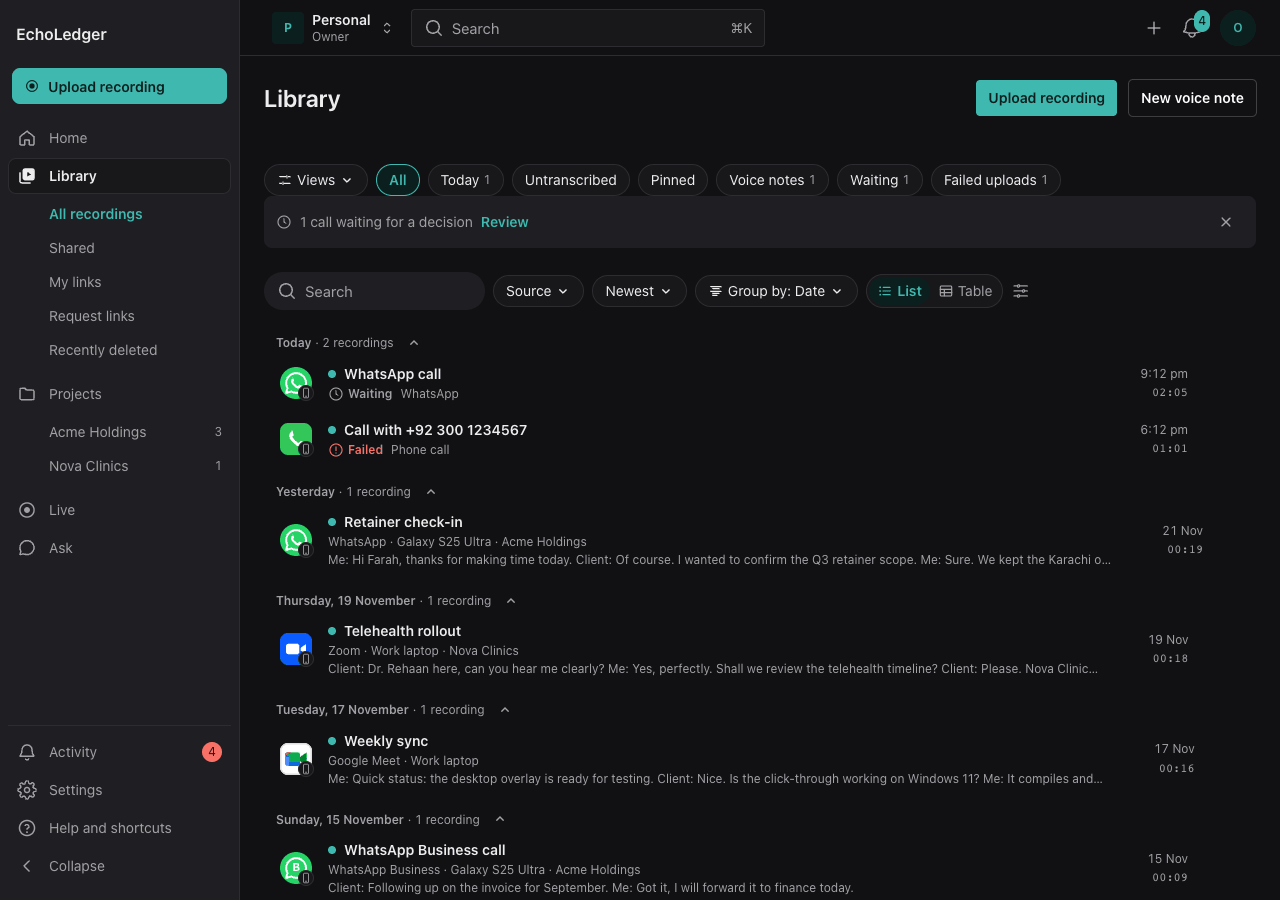 EchoLedger
P
Personal
Owner
Search
⌘K
4
O
Upload recording
Home
Library
All recordings
Shared
My links
Request links
Recently deleted
Projects
Acme Holdings 3
Nova Clinics 1
Live
Ask
Activity 4
Settings
Help and shortcuts
Collapse
Library
Upload recording
New voice note
Views
All
Today 1
Untranscribed
Pinned
Voice notes 1
Waiting 1
Failed uploads 1
1 call waiting for a decision Review
Search
Source
Newest
Group by: Date
List
Table
Today · 2 recordings
WhatsApp call
9:12 pm
Waiting WhatsApp
02:05
Call with +92 300 1234567
6:12 pm
Failed Phone call
01:01
Yesterday · 1 recording
Retainer check-in
21 Nov
WhatsApp · Galaxy S25 Ultra · Acme Holdings
00:19
Me: Hi Farah, thanks for making time today. Client: Of course. I wanted to confirm the Q3 retainer scope. Me: Sure. We kept the Karachi o...
Thursday, 19 November · 1 recording
Telehealth rollout
19 Nov
Zoom · Work laptop · Nova Clinics
00:18
Client: Dr. Rehaan here, can you hear me clearly? Me: Yes, perfectly. Shall we review the telehealth timeline? Client: Please. Nova Clinic...
Tuesday, 17 November · 1 recording
Weekly sync
17 Nov
Google Meet · Work laptop
00:16
Me: Quick status: the desktop overlay is ready for testing. Client: Nice. Is the click-through working on Windows 11? Me: It compiles and...
Sunday, 15 November · 1 recording
B
WhatsApp Business call
15 Nov
WhatsApp Business · Galaxy S25 Ultra · Acme Holdings
00:09
Client: Following up on the invoice for September. Me: Got it, I will forward it to finance today.